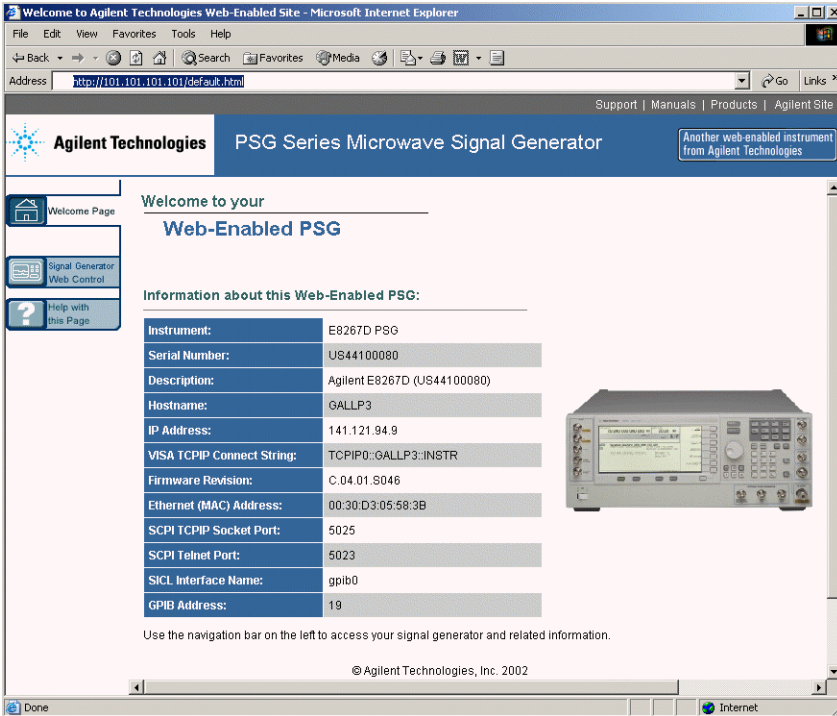 Welcome to Agilent Technologies Web-Enabled Site - Microsoft Internet Explorer
File Edit View Favorites Tools Help
Back Search Favorites Media
Address http://101.101.101.101/default.html Go Links
Support | Manuals | Products | Agilent Site
Agilent Technologies
PSG Series Microwave Signal Generator
Another web-enabled instrument
from Agilent Technologies
Welcome Page
Signal Generator
Web Control
Help with
this Page
Welcome to your
Web-Enabled PSG
Information about this Web-Enabled PSG:
Instrument: E8267D PSG
Serial Number: US44100080
Description: Agilent E8267D (US44100080)
Hostname: GALLP3
IP Address: 141.121.94.9
VISA TCPIP Connect String: TCPIP0::GALLP3::INSTR
Firmware Revision: C.04.01.S046
Ethernet (MAC) Address: 00:30:D3:05:58:3B
SCPI TCPIP Socket Port: 5025
SCPI Telnet Port: 5023
SICL Interface Name: gpib0
GPIB Address: 19
Use the navigation bar on the left to access your signal generator and related information.
© Agilent Technologies, Inc. 2002
Done Internet